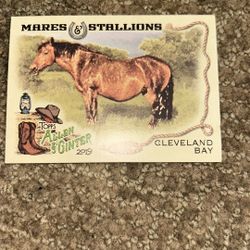 MARES & STALLIONS
TOPPS
ALLEN
& GINTER
2019
CLEVELAND
BAY